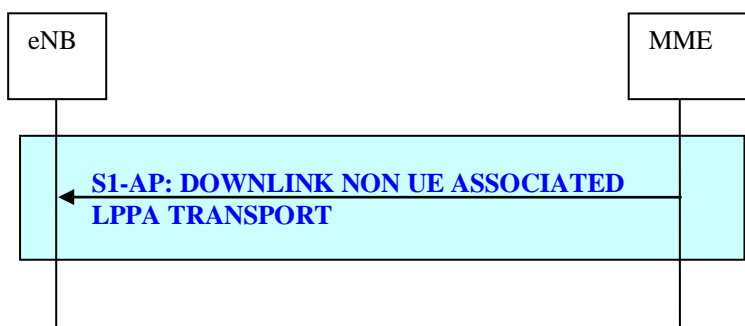 eNB
MME
S1-AP: DOWNLINK NON UE ASSOCIATED
LPPA TRANSPORT